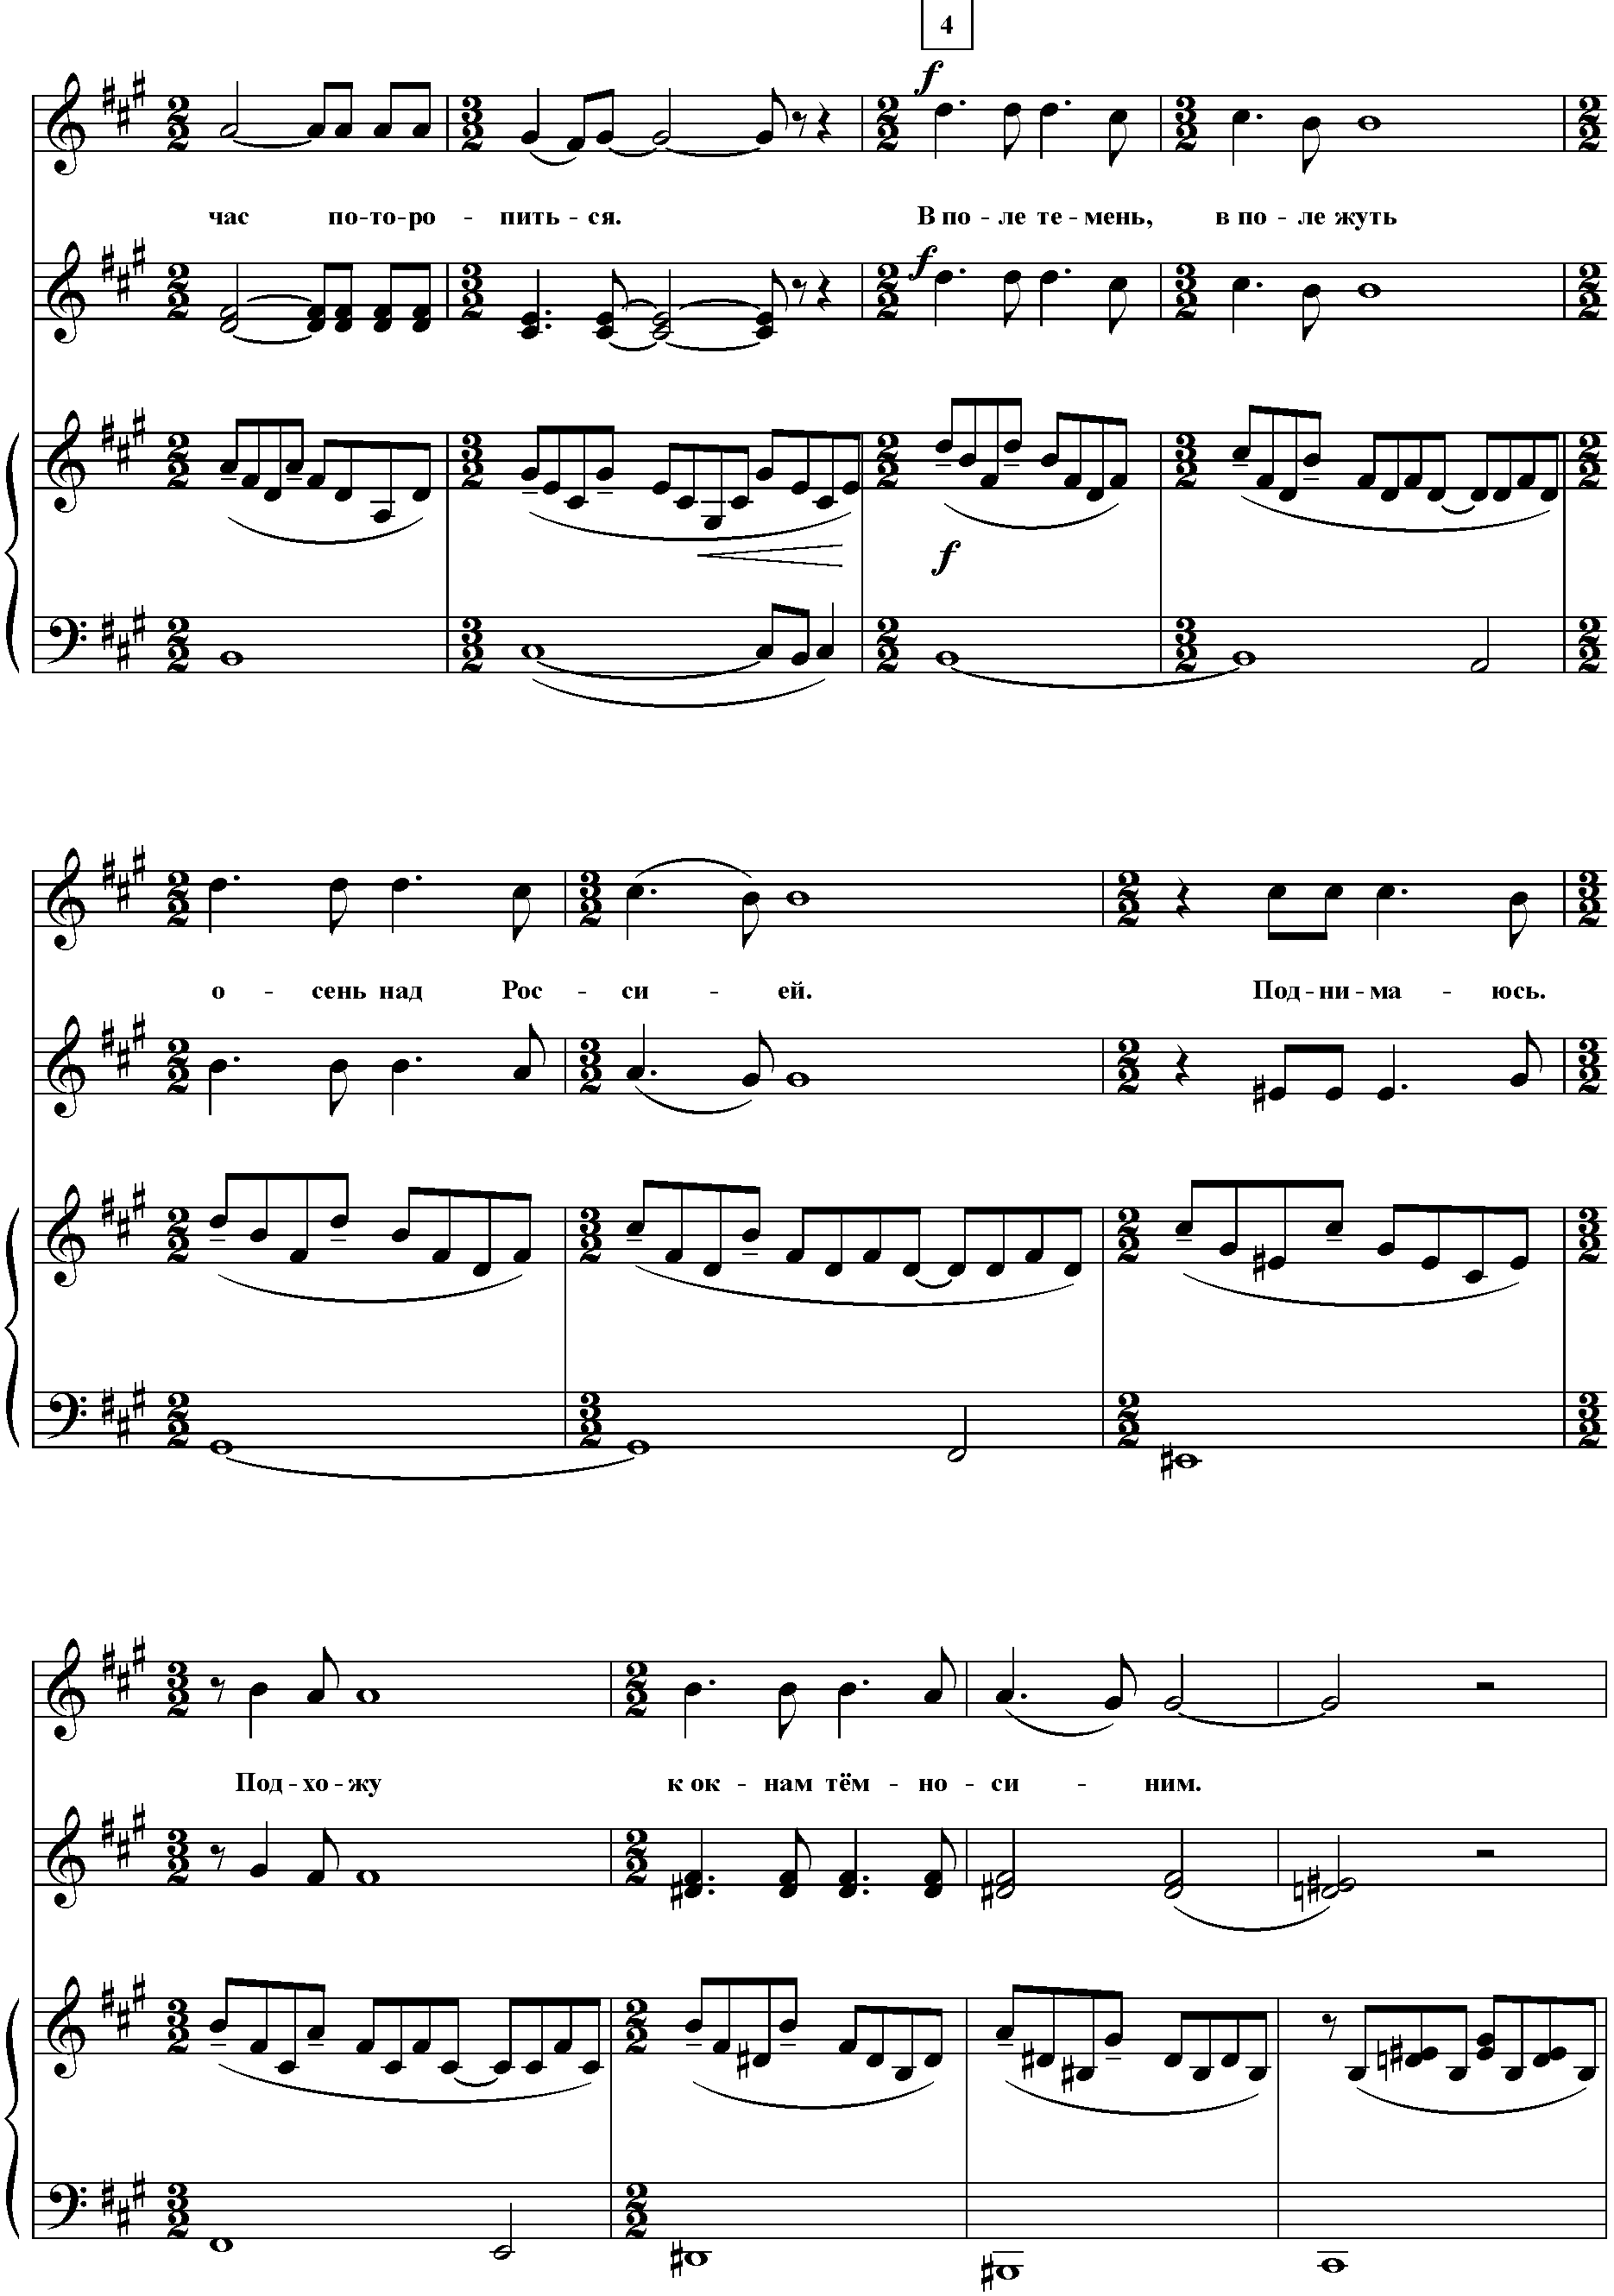 4
f
час по-то-ро-пить-ся. В по-ле те-мень, в по-ле жуть
f
f
о-сень над Рос-си-ей. Под-ни-ма-юсь.
Под-хо-жу к ок-нам тём-но-си-ним.